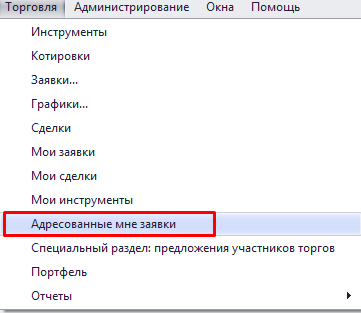 Торговля Администрирование Окна Помощь
Инструменты
Котировки
Заявки...
Графики...
Сделки
Мои заявки
Мои сделки
Мои инструменты
Адресованные мне заявки
Специальный раздел: предложения участников торгов
Портфель
Отчеты